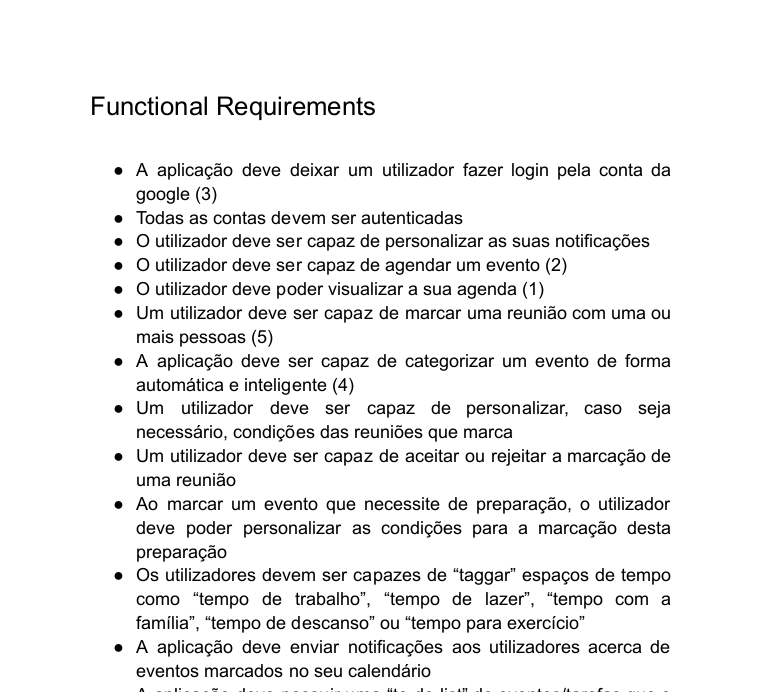 Functional Requirements
● A aplicação deve deixar um utilizador fazer login pela conta da
google (3)
● Todas as contas devem ser autenticadas
● O utilizador deve ser capaz de personalizar as suas notificações
● O utilizador deve ser capaz de agendar um evento (2)
● O utilizador deve poder visualizar a sua agenda (1)
● Um utilizador deve ser capaz de marcar uma reunião com uma ou
mais pessoas (5)
● A aplicação deve ser capaz de categorizar um evento de forma
automática e inteligente (4)
● Um utilizador deve ser capaz de personalizar, caso seja
necessário, condições das reuniões que marca
● Um utilizador deve ser capaz de aceitar ou rejeitar a marcação de
uma reunião
● Ao marcar um evento que necessite de preparação, o utilizador
deve poder personalizar as condições para a marcação desta
preparação
● Os utilizadores devem ser capazes de “taggar” espaços de tempo
como “tempo de trabalho”, “tempo de lazer”, “tempo com a
família”, “tempo de descanso” ou “tempo para exercício”
● A aplicação deve enviar notificações aos utilizadores acerca de
eventos marcados no seu calendário